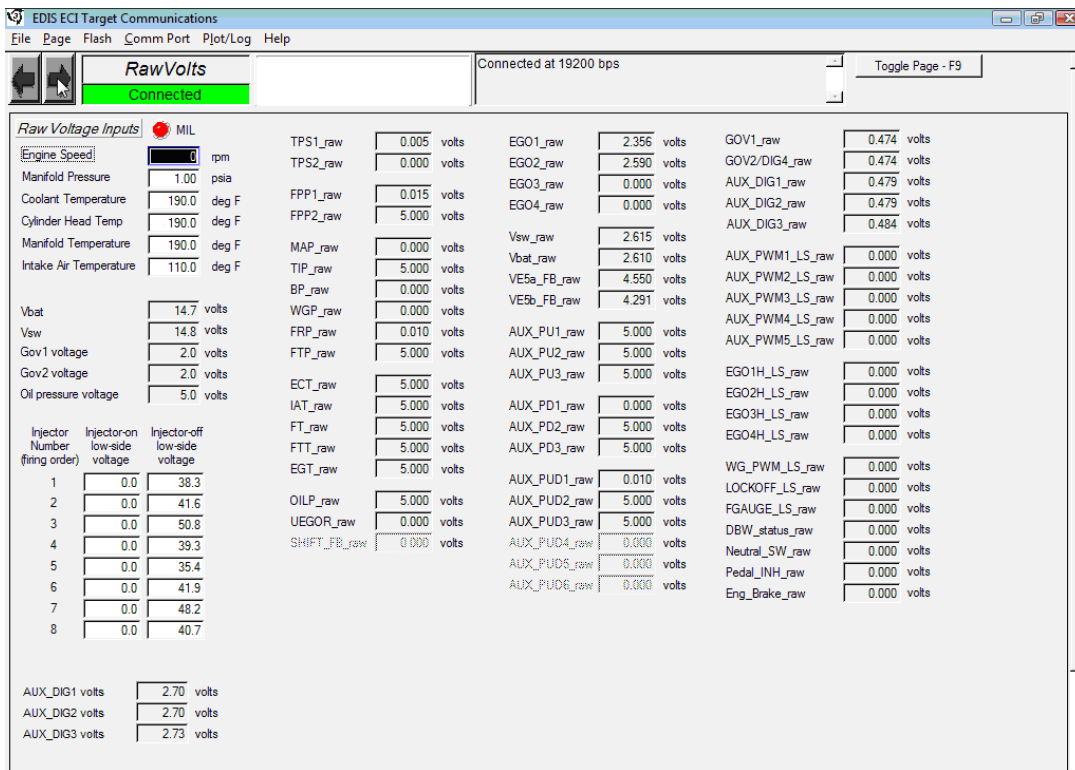 EDIS ECI Target Communications
File Page Flash Comm Port Plot/Log Help
RawVolts
Connected
Connected at 19200 bps
Toggle Page - F9
Raw Voltage Inputs MIL
Engine Speed 0 rpm
Manifold Pressure 1.00 psia
Coolant Temperature 190.0 deg F
Cylinder Head Temp 190.0 deg F
Manifold Temperature 190.0 deg F
Intake Air Temperature 110.0 deg F
Vbat 14.7 volts
Vsw 14.8 volts
Gov1 voltage 2.0 volts
Gov2 voltage 2.0 volts
Oil pressure voltage 5.0 volts
Injector Number (firing order) Injector-on low-side voltage Injector-off low-side voltage
1 0.0 38.3
2 0.0 41.6
3 0.0 50.8
4 0.0 39.3
5 0.0 35.4
6 0.0 41.9
7 0.0 48.2
8 0.0 40.7
AUX_DIG1 volts 2.70 volts
AUX_DIG2 volts 2.70 volts
AUX_DIG3 volts 2.73 volts
TPS1_raw 0.005 volts
TPS2_raw 0.000 volts
FPP1_raw 0.015 volts
FPP2_raw 5.000 volts
MAP_raw 0.000 volts
TIP_raw 5.000 volts
BP_raw 0.000 volts
WGP_raw 0.000 volts
FRP_raw 0.010 volts
FTP_raw 5.000 volts
ECT_raw 5.000 volts
IAT_raw 5.000 volts
FT_raw 5.000 volts
FTT_raw 5.000 volts
EGT_raw 5.000 volts
OILP_raw 5.000 volts
UEGOR_raw 0.000 volts
SHIFT_FB_raw 0.000 volts
EGO1_raw 2.356 volts
EGO2_raw 2.590 volts
EGO3_raw 0.000 volts
EGO4_raw 0.000 volts
Vsw_raw 2.615 volts
Vbat_raw 2.610 volts
VE5a_FB_raw 4.550 volts
VE5b_FB_raw 4.291 volts
AUX_PU1_raw 5.000 volts
AUX_PU2_raw 5.000 volts
AUX_PU3_raw 5.000 volts
AUX_PD1_raw 0.000 volts
AUX_PD2_raw 5.000 volts
AUX_PD3_raw 5.000 volts
AUX_PUD1_raw 0.010 volts
AUX_PUD2_raw 5.000 volts
AUX_PUD3_raw 5.000 volts
AUX_PUD4_raw 0.000 volts
AUX_PUD5_raw 0.000 volts
AUX_PUD6_raw 0.000 volts
GOV1_raw 0.474 volts
GOV2/DIG4_raw 0.474 volts
AUX_DIG1_raw 0.479 volts
AUX_DIG2_raw 0.479 volts
AUX_DIG3_raw 0.484 volts
AUX_PWM1_LS_raw 0.000 volts
AUX_PWM2_LS_raw 0.000 volts
AUX_PWM3_LS_raw 0.000 volts
AUX_PWM4_LS_raw 0.000 volts
AUX_PWM5_LS_raw 0.000 volts
EGO1H_LS_raw 0.000 volts
EGO2H_LS_raw 0.000 volts
EGO3H_LS_raw 0.000 volts
EGO4H_LS_raw 0.000 volts
WG_PWM_LS_raw 0.000 volts
LOCKOFF_LS_raw 0.000 volts
FGAUGE_LS_raw 0.000 volts
DBW_status_raw 0.000 volts
Neutral_SW_raw 0.000 volts
Pedal_INH_raw 0.000 volts
Eng_Brake_raw 0.000 volts